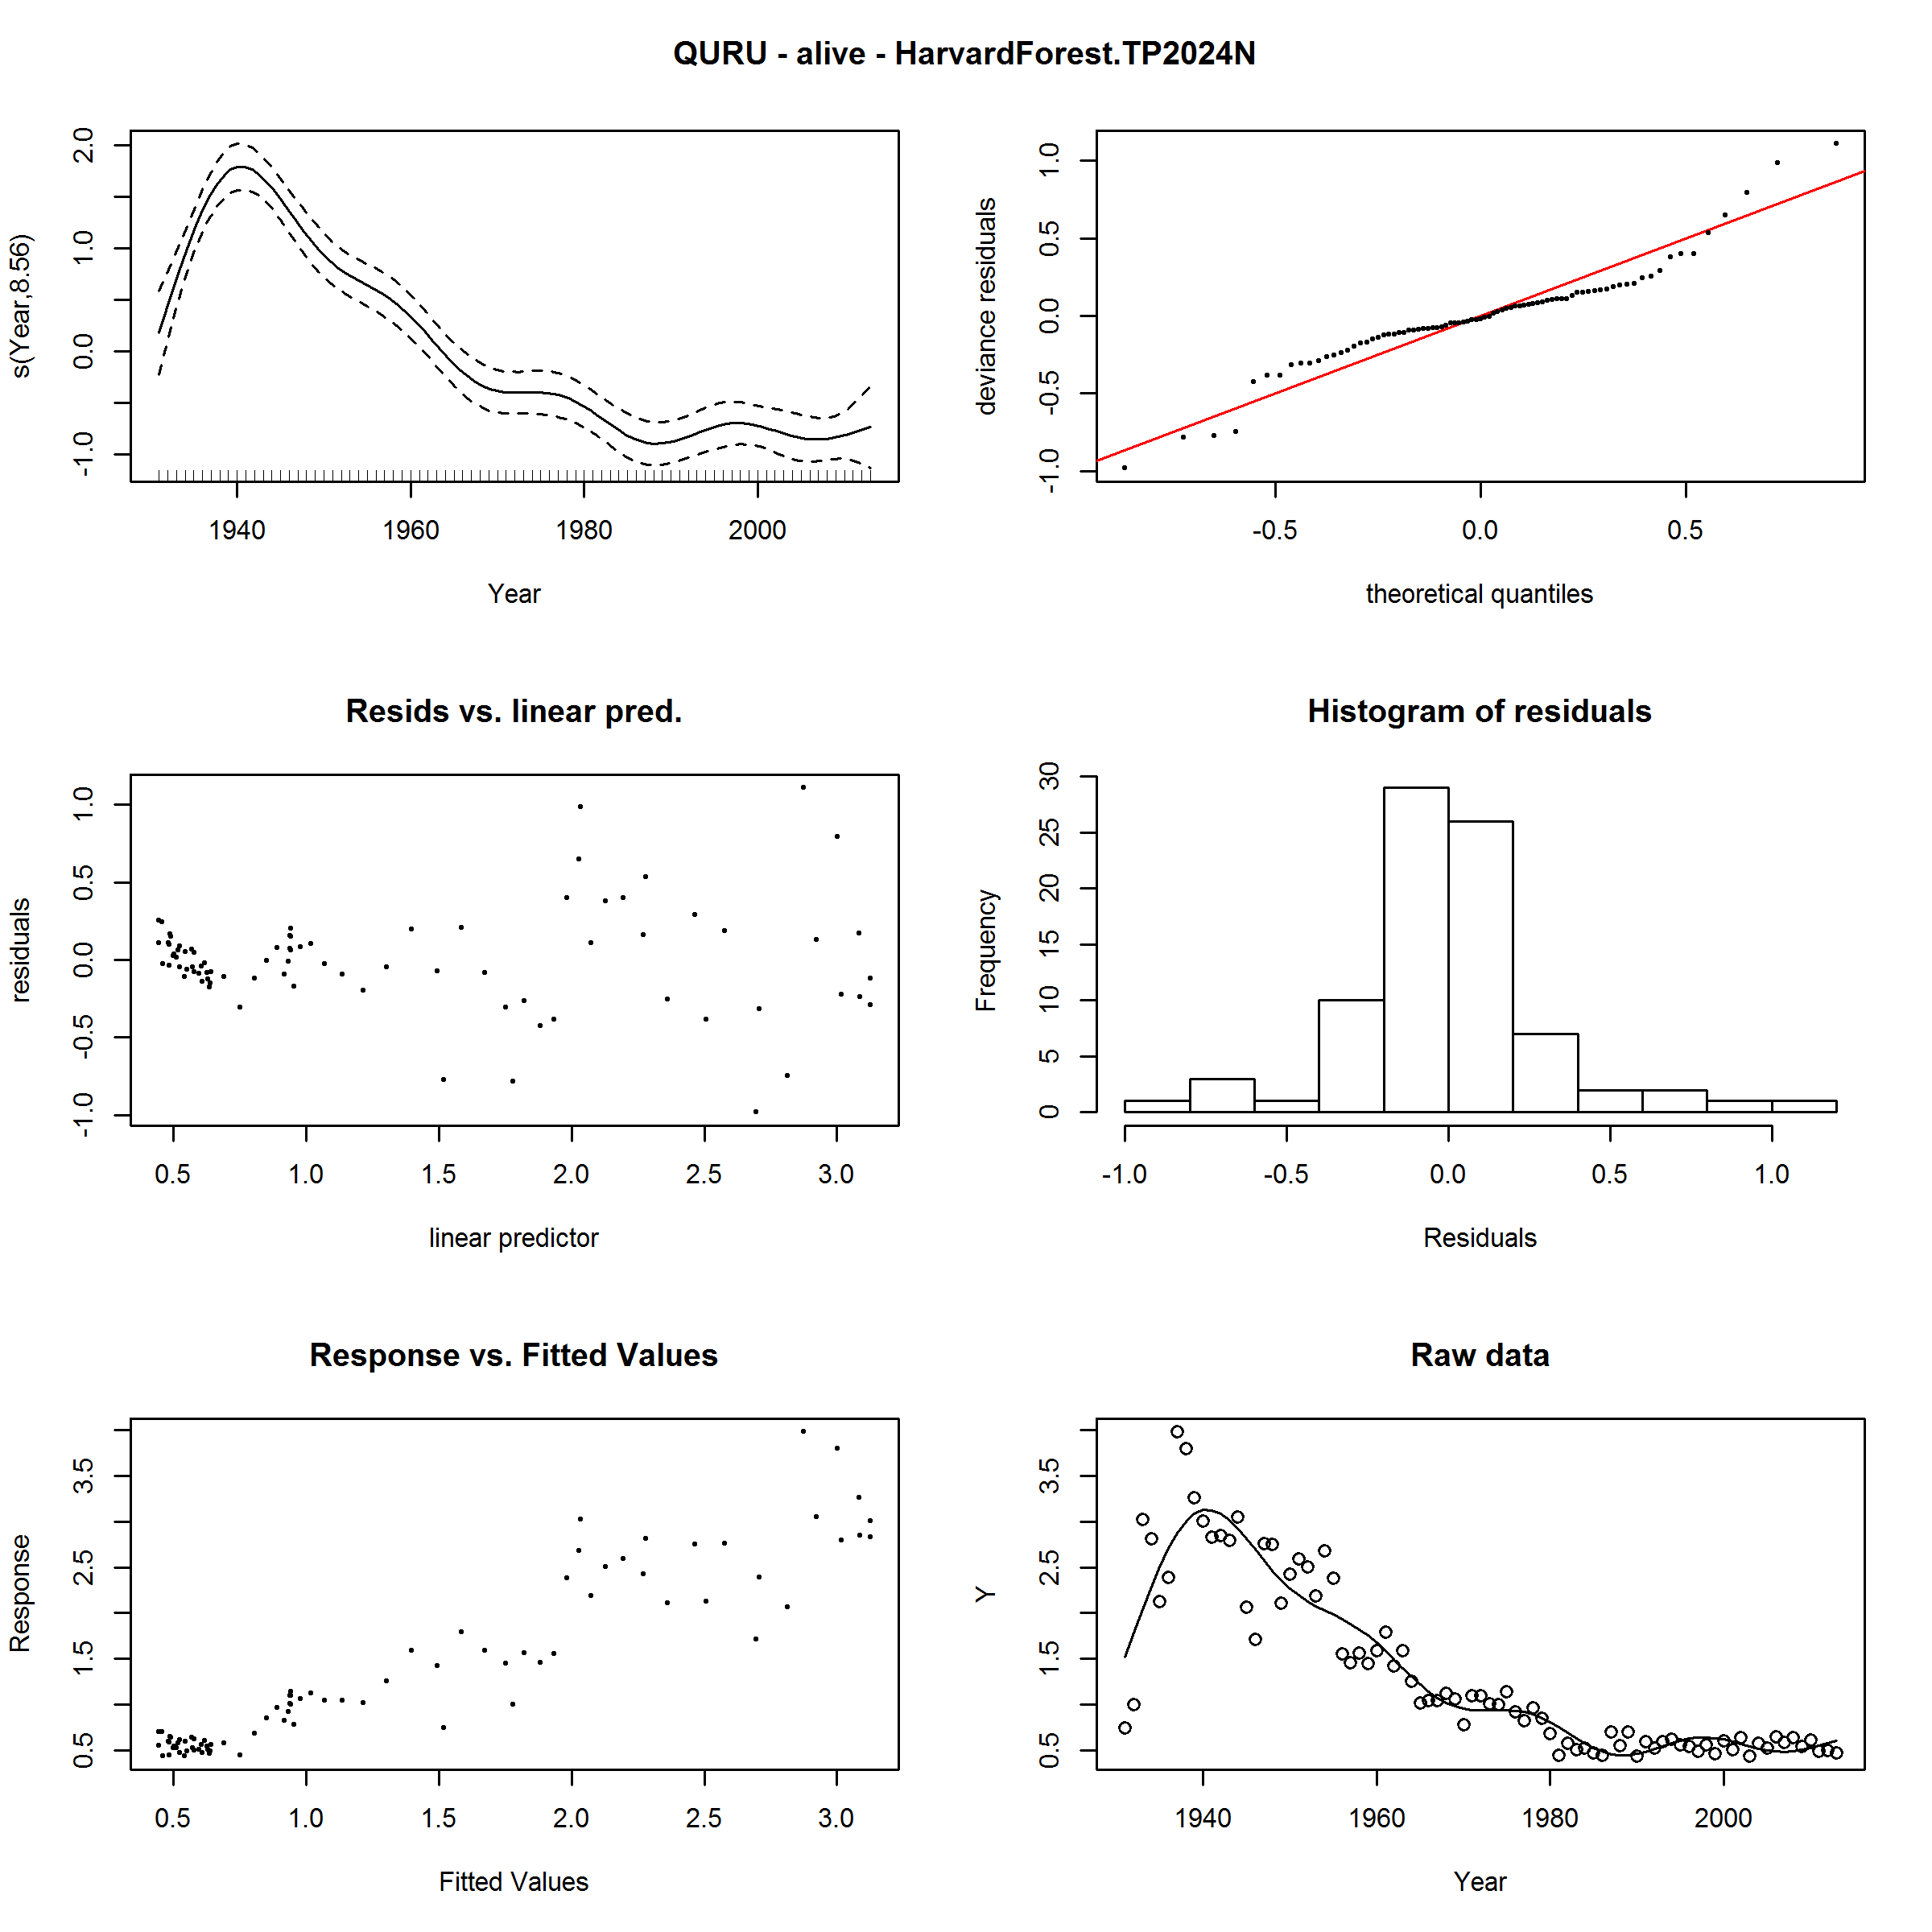 QURU - alive - HarvardForest.TP2024N
s(Year,8.56)
2.0
1.0
0.0
-1.0
1940 1960 1980 2000
Year
deviance residuals
1.0
0.5
0.0
-0.5
-1.0
-0.5 0.0 0.5
theoretical quantiles
Resids vs. linear pred.
residuals
1.0
0.5
0.0
-0.5
-1.0
0.5 1.0 1.5 2.0 2.5 3.0
linear predictor
Histogram of residuals
Frequency
30
25
20
15
10
5
0
-1.0 -0.5 0.0 0.5 1.0
Residuals
Response vs. Fitted Values
Response
3.5
2.5
1.5
0.5
0.5 1.0 1.5 2.0 2.5 3.0
Fitted Values
Raw data
Y
3.5
2.5
1.5
0.5
1940 1960 1980 2000
Year